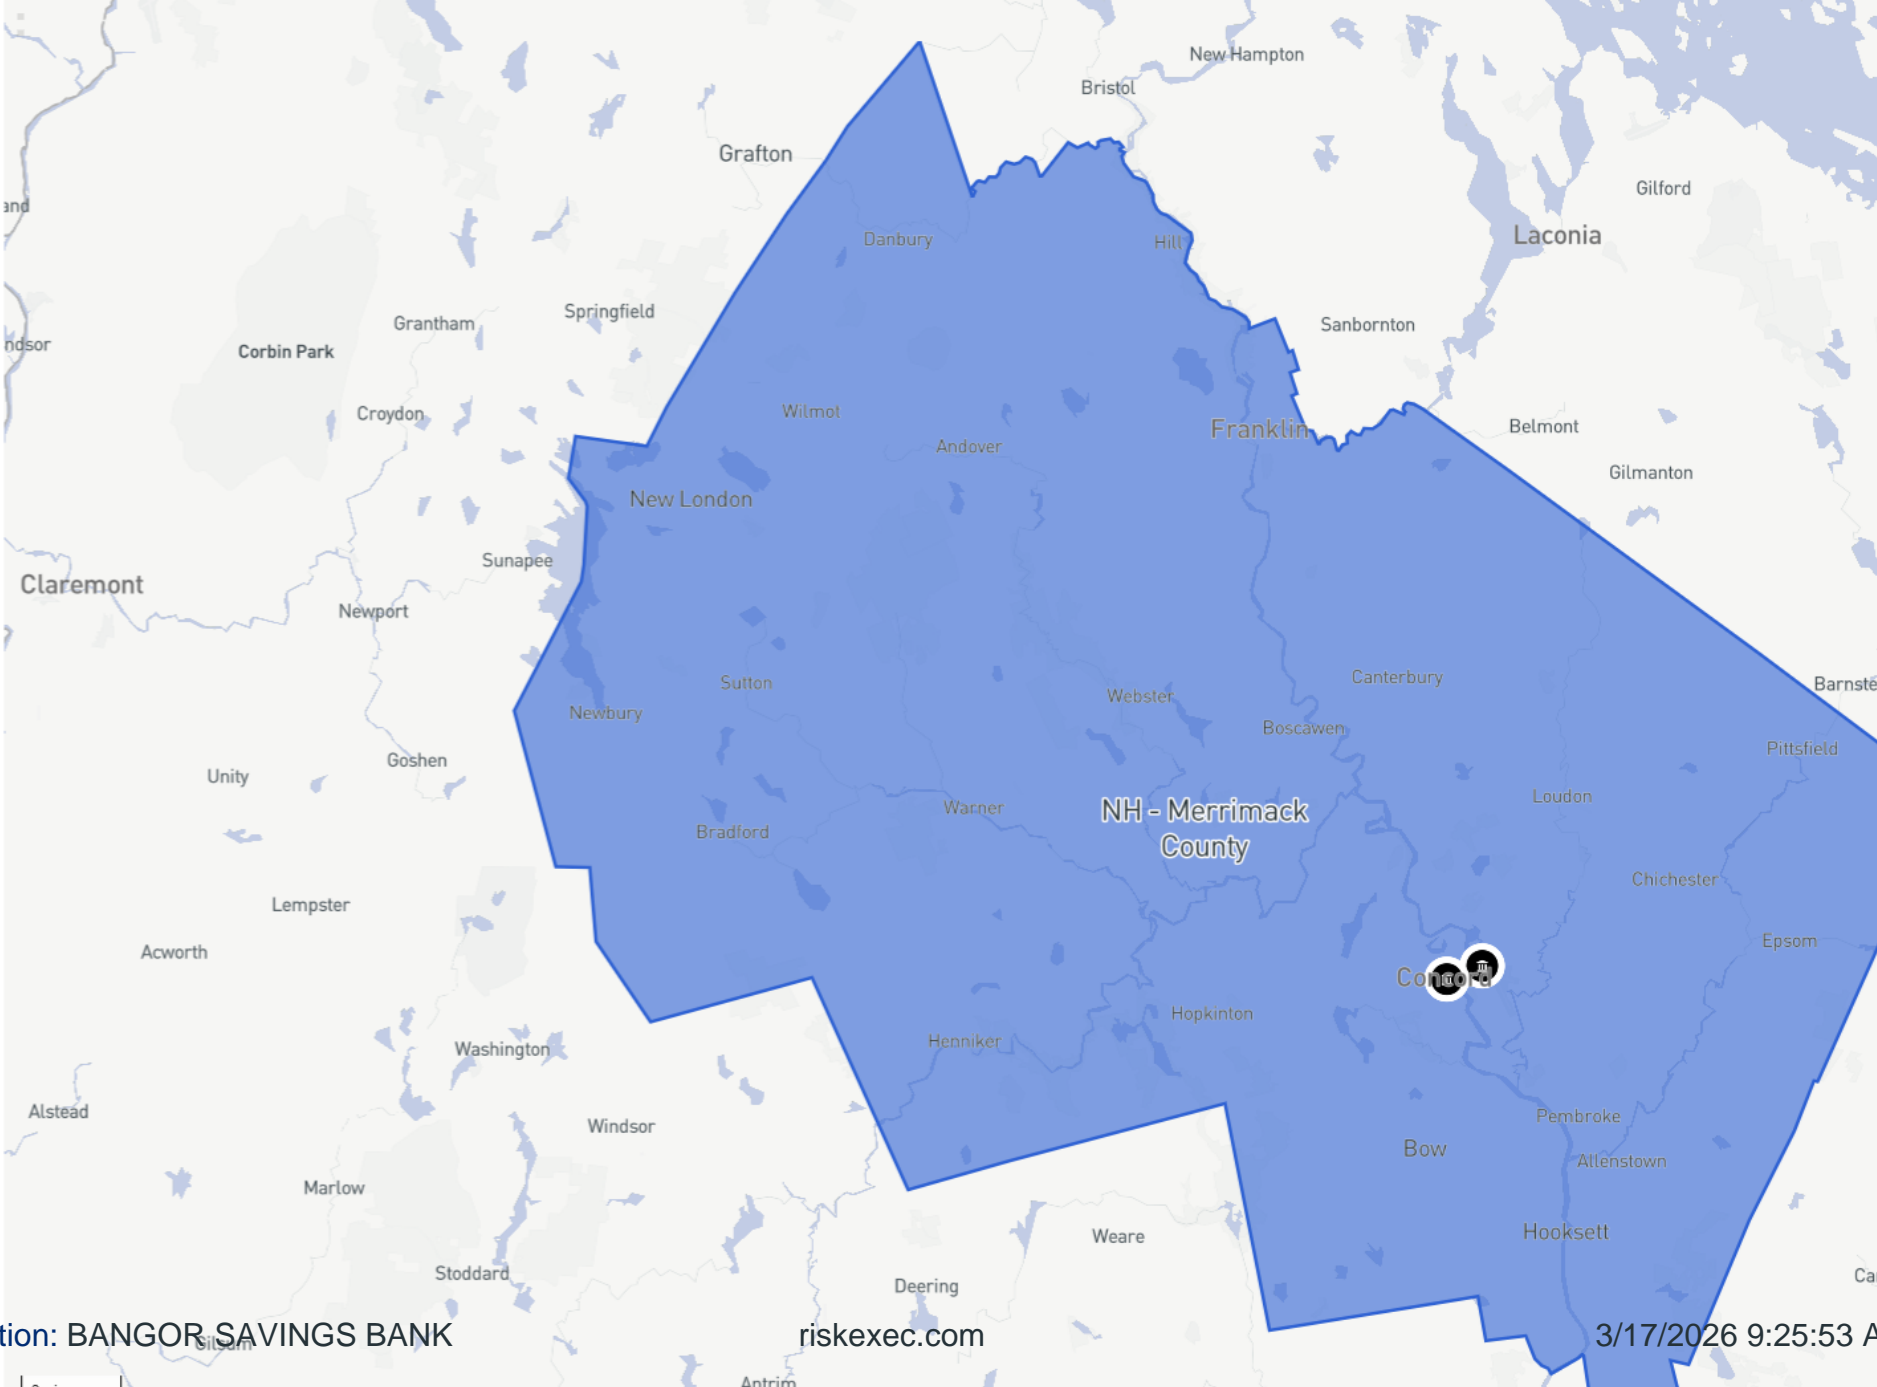 New Hampton
Bristol
Grafton
Gilford
Laconia
Danbury
Hill
Springfield
Grantham
Sanbornton
Corbin Park
Croydon
Wilmot
Franklin
Belmont
Andover
Gilmanton
New London
Sunapee
Claremont
Newport
Canterbury
Sutton
Webster
Newbury
Boscawen
Barnste
Pittsfield
Goshen
Unity
Loudon
NH - Merrimack
County
Warner
Bradford
Chichester
Lempster
Epsom
Acworth
Concord
Hopkinton
Henniker
Washington
Alstead
Windsor
Pembroke
Bow
Allenstown
Marlow
Hooksett
Weare
Stoddard
Deering
Ca
tion: BANGOR SAVINGS BANK
riskexec.com
3/17/2026 9:25:53 A
Gilsum
Antrim